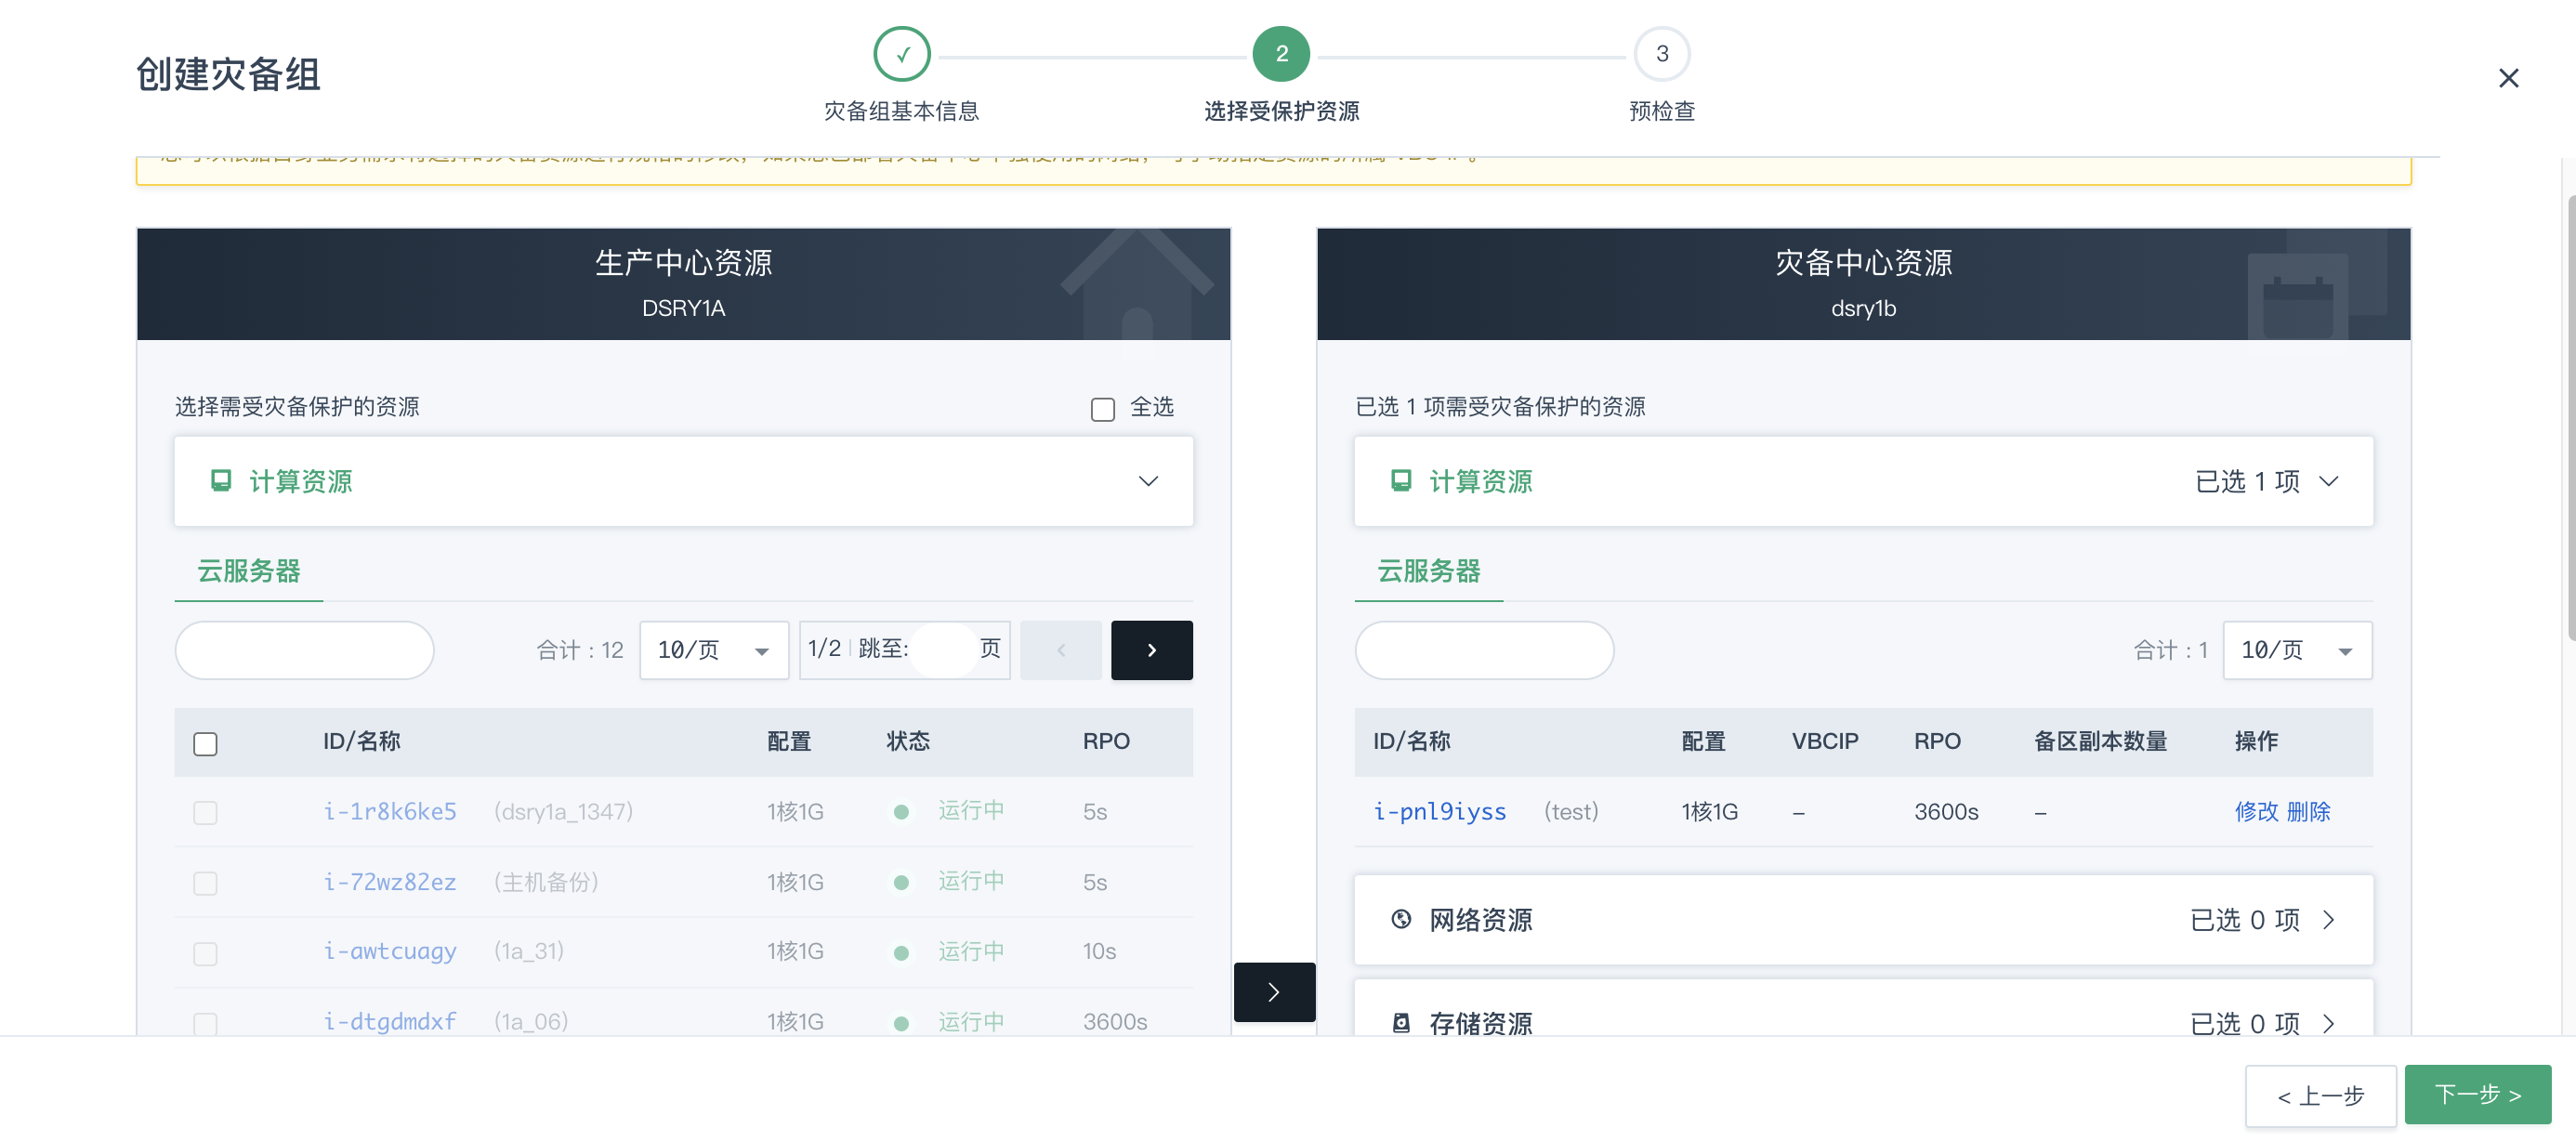 创建灾备组
✓
灾备组基本信息
2
选择受保护资源
3
预检查
生产中心资源
DSRY1A
选择需受灾备保护的资源
全选
计算资源
云服务器
合计：12
10/页
1/2
跳至:
页
ID/名称 配置 状态 RPO
i-1r8k6ke5 (dsry1a_1347) 1核1G 运行中 5s
i-72wz82ez (主机备份) 1核1G 运行中 5s
i-awtcuagy (1a_31) 1核1G 运行中 10s
i-dtgdmdxf (1a_06) 1核1G 运行中 3600s
灾备中心资源
dsry1b
已选 1 项需受灾备保护的资源
计算资源 已选 1 项
云服务器
合计：1
10/页
ID/名称 配置 VBCIP RPO 备区副本数量 操作
i-pnl9iyss (test) 1核1G – 3600s – 修改 删除
网络资源 已选 0 项
存储资源 已选 0 项
< 上一步
下一步 >